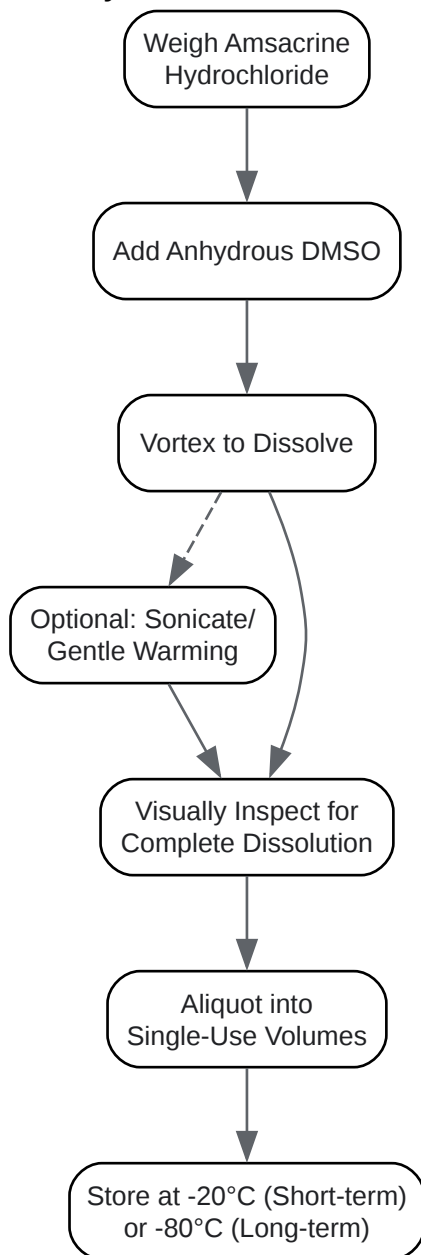 Weigh Amsacrine
Hydrochloride
Add Anhydrous DMSO
Vortex to Dissolve
Optional: Sonicate/
Gentle Warming
Visually Inspect for
Complete Dissolution
Aliquot into
Single-Use Volumes
Store at -20°C (Short-term)
or -80°C (Long-term)